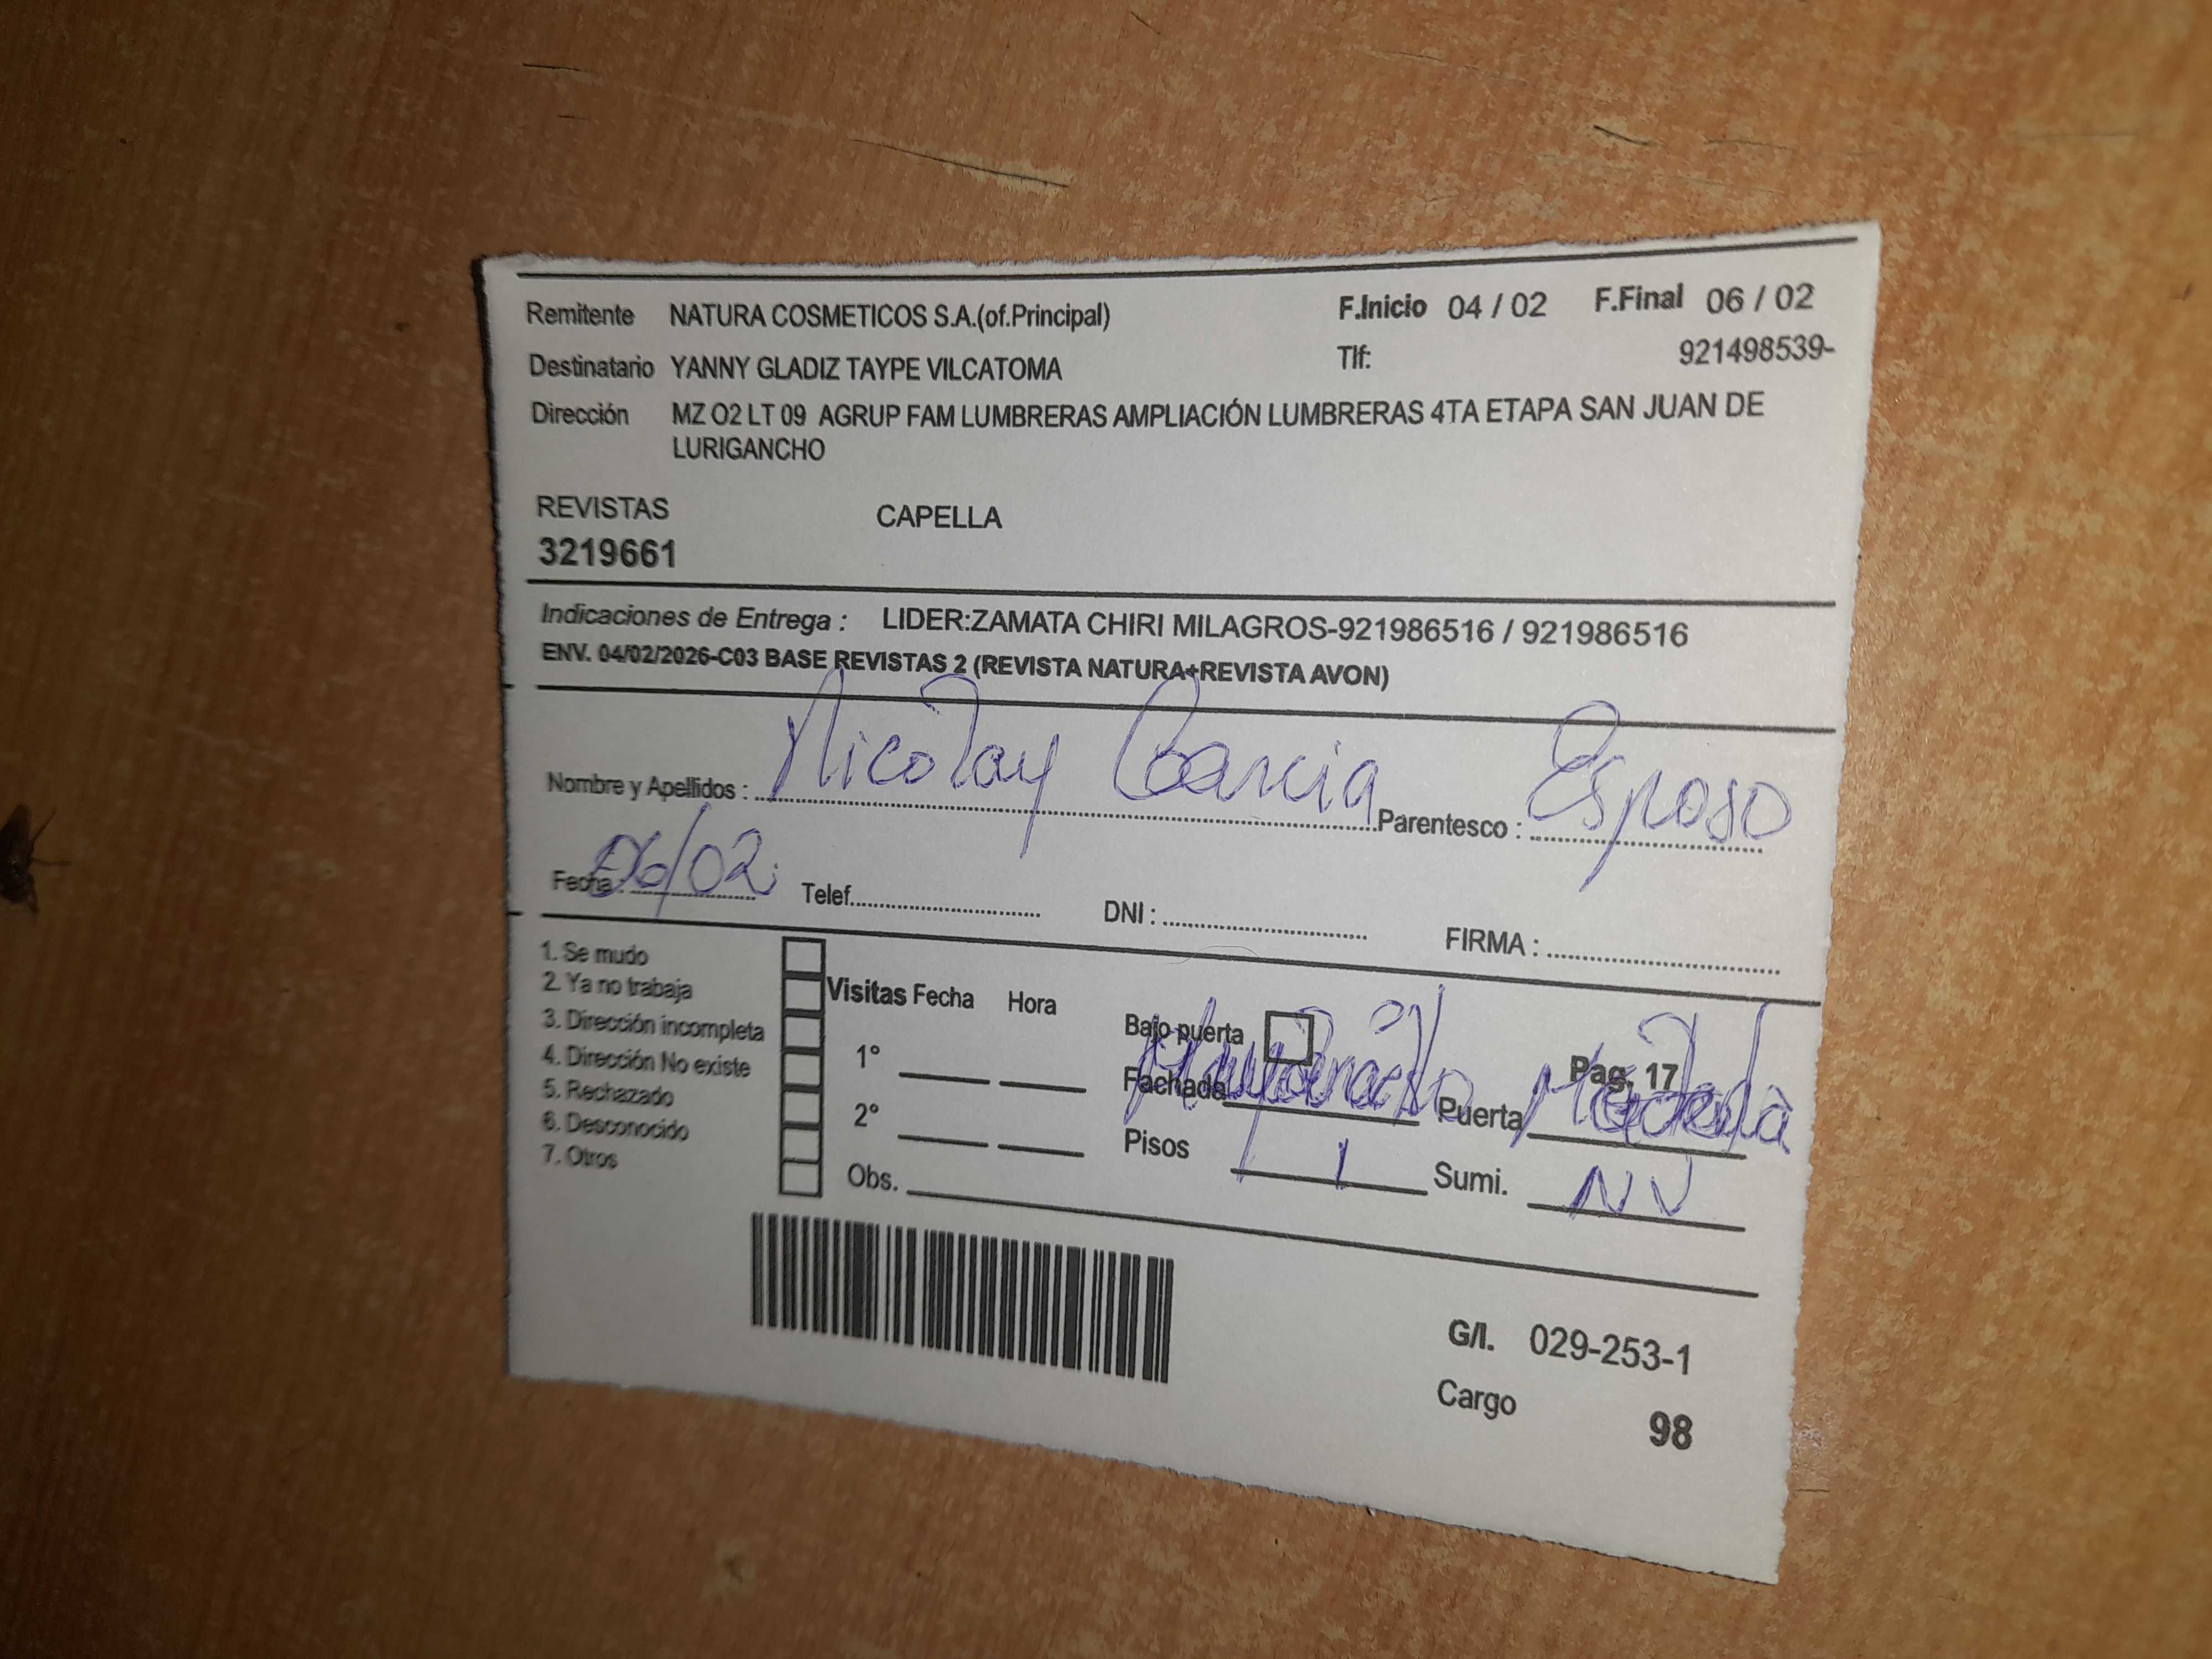 Remitente NATURA COSMETICOS S.A.(of.Principal) F.Inicio 04 / 02 F.Final 06 / 02
Destinatario YANNY GLADIZ TAYPE VILCATOMA Tlf: 921498539-
Dirección MZ O2 LT 09 AGRUP FAM LUMBRERAS AMPLIACIÓN LUMBRERAS 4TA ETAPA SAN JUAN DE
LURIGANCHO
REVISTAS CAPELLA
3219661
Indicaciones de Entrega : LIDER:ZAMATA CHIRI MILAGROS-921986516 / 921986516
ENV. 04/02/2026-C03 BASE REVISTAS 2 (REVISTA NATURA+REVISTA AVON)
Nombre y Apellidos : Nicolay Garcia Parentesco : Esposo
Fecha : 06/02 Telef. DNI : FIRMA :
1. Se mudo
2. Ya no trabaja Visitas Fecha Hora Bajo puerta
3. Dirección incompleta 1° Fachada Pag. 17
4. Dirección No existe 2° Puerta
5. Rechazado Pisos 1 Sumi. NV
6. Desconocido Obs.
7. Otros
G/I. 029-253-1
Cargo 98